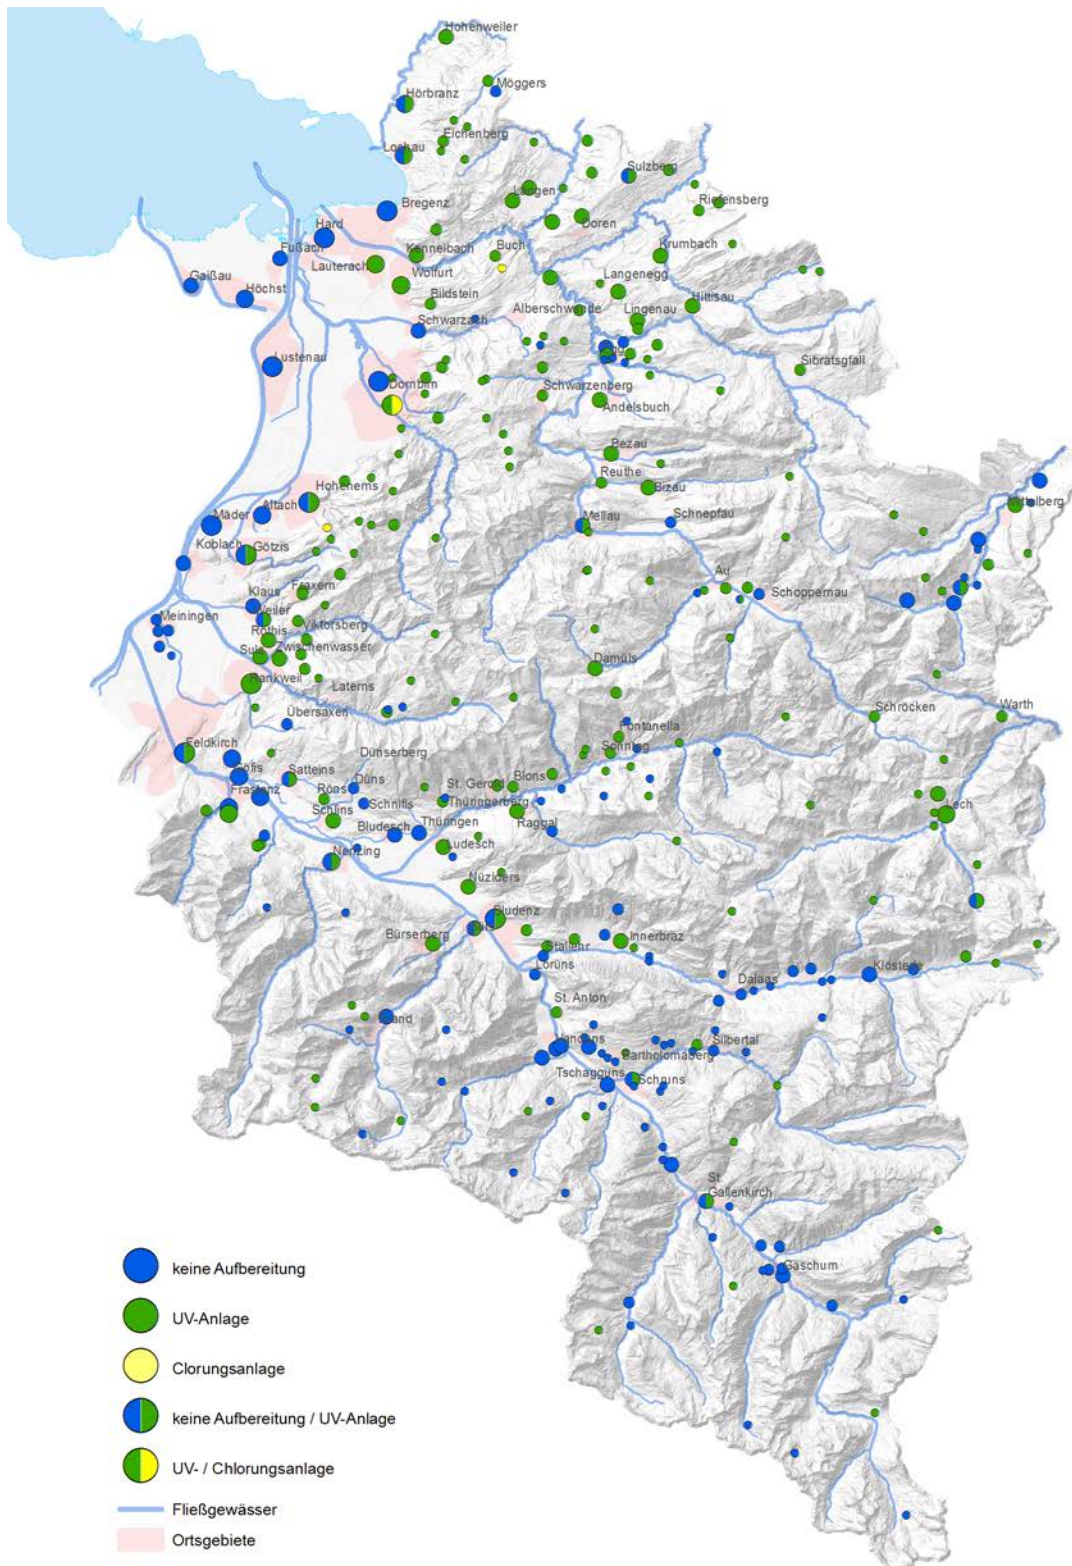 Hohenweiler
Möggers
Hörbranz
Eichenberg
Lochau
Sulzberg
Langen
Riefensberg
Bregenz
Doren
Hard
Kennelbach
Buch
Krumbach
Fußach
Lauterach
Wolfurt
Langenegg
Gaißau
Höchst
Bildstein
Alberschwende
Lingenau
Hittisau
Schwarzach
Lustenau
Sibratsgfäll
Dornbirn
Schwarzenberg
Andelsbuch
Bezau
Reuthe
Bizau
Hohenems
Mittelberg
Altach
Mäder
Mellau
Schnepfau
Koblach
Götzis
Au
Klaus
Fraxern
Schoppernau
Weiler
Meiningen
Viktorsberg
Röthis
Sulz
Zwischenwasser
Damüls
Rankweil
Laterns
Übersaxen
Schröcken
Warth
Fontanella
Feldkirch
Dünserberg
Sonntag
Göfis
Satteins
Düns
St. Gerold
Blons
Frastanz
Röns
Schnifis
Thüringerberg
Lech
Schlins
Bludesch
Thüringen
Raggal
Nenzing
Ludesch
Nüziders
Bludenz
Bürs
Bürserberg
Innerbraz
Stallehr
Lorüns
Dalaas
Klösterle
St. Anton
Brand
Vandans
Silbertal
Bartholomäberg
Tschagguns
Schruns
St.
Gallenkirch
Gaschurn
keine Aufbereitung
UV-Anlage
Clorungsanlage
keine Aufbereitung / UV-Anlage
UV- / Chlorungsanlage
Fließgewässer
Ortsgebiete